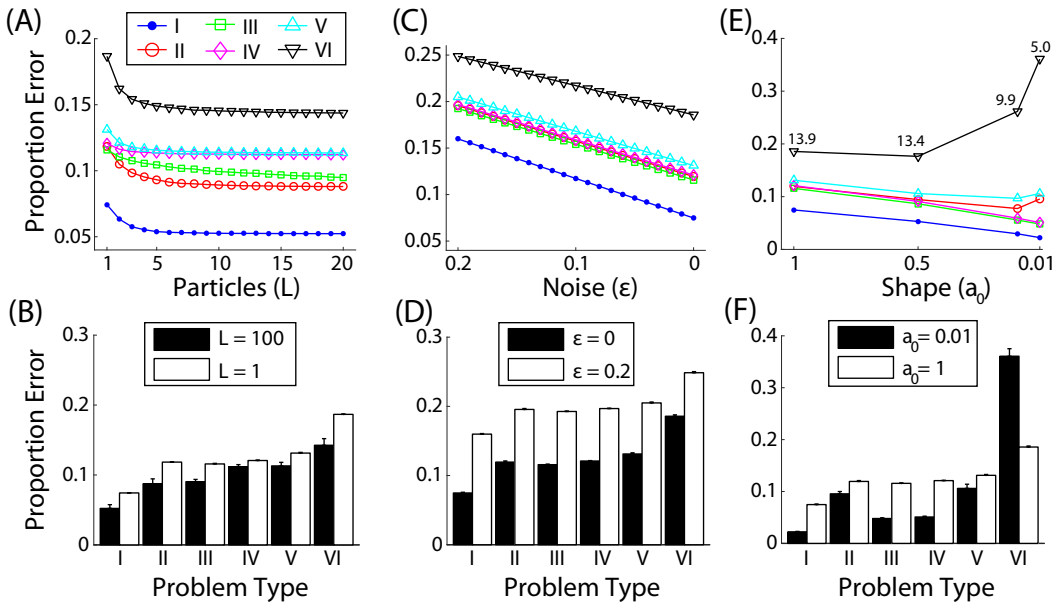 (A)
I
II
III
IV
V
VI
0.2
0.15
0.1
0.05
Proportion Error
1
5
10
15
20
Particles (L)
(C)
0.25
0.2
0.15
0.1
0.05
0.2
0.1
0
Noise (ε)
(E)
0.4
0.3
0.2
0.1
0
13.9
13.4
9.9
5.0
1
0.5
0.01
Shape (a0)
(B)
L = 100
L = 1
0.3
0.2
0.1
0
Proportion Error
I II III IV V VI
Problem Type
(D)
ε = 0
ε = 0.2
0.3
0.2
0.1
0
I II III IV V VI
Problem Type
(F)
a0= 0.01
a0= 1
0.4
0.3
0.2
0.1
0
I II III IV V VI
Problem Type